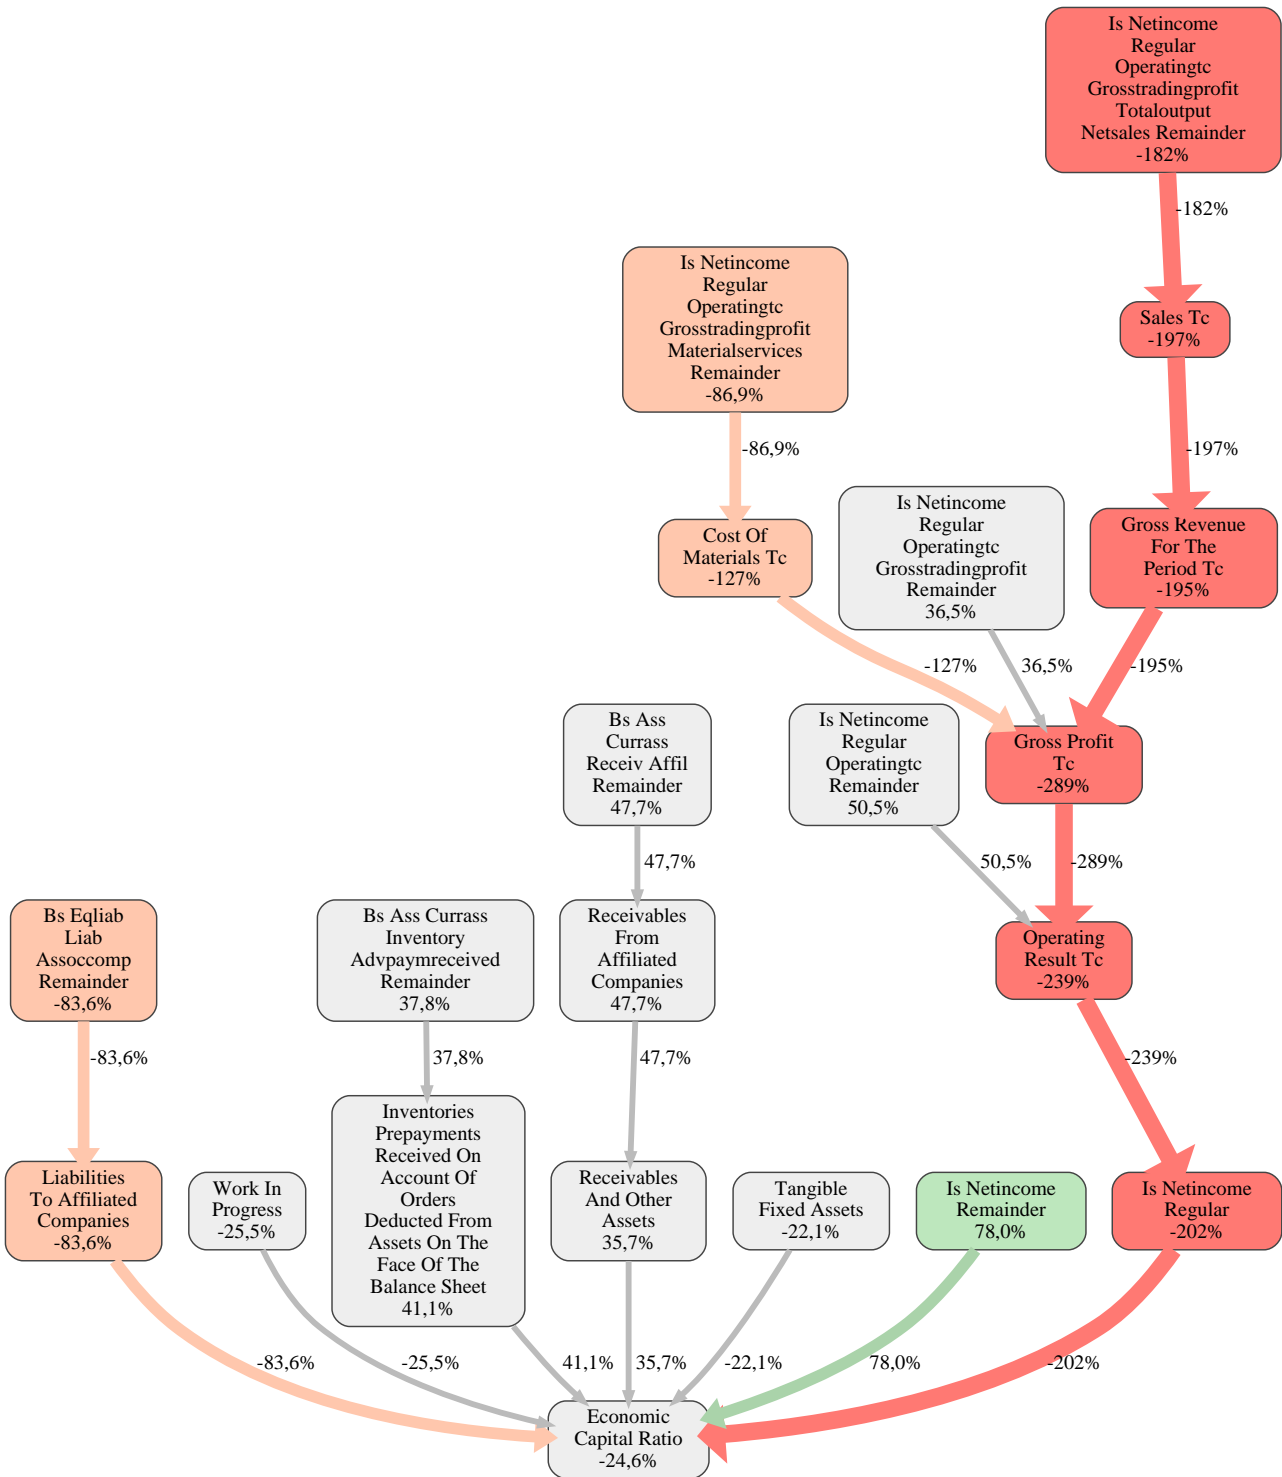 Is Netincome
Regular
Operatingtc
Grosstradingprofit
Totaloutput
Netsales Remainder
-182%
-182%
Is Netincome
Regular
Operatingtc
Grosstradingprofit
Materialservices
Remainder
-86,9%
Sales Tc
-197%
-86,9%
-197%
Is Netincome
Regular
Operatingtc
Grosstradingprofit
Remainder
36,5%
Cost Of
Materials Tc
-127%
Gross Revenue
For The
Period Tc
-195%
-127%
36,5%
-195%
Bs Ass
Currass
Receiv Affil
Remainder
47,7%
Is Netincome
Regular
Operatingtc
Remainder
50,5%
Gross Profit
Tc
-289%
47,7%
50,5%
-289%
Bs Eqliab
Liab
Assoccomp
Remainder
-83,6%
Bs Ass Currass
Inventory
Advpaymreceived
Remainder
37,8%
Receivables
From
Affiliated
Companies
47,7%
Operating
Result Tc
-239%
-83,6%
37,8%
47,7%
-239%
Liabilities
To Affiliated
Companies
-83,6%
Work In
Progress
-25,5%
Inventories
Prepayments
Received On
Account Of
Orders
Deducted From
Assets On The
Face Of The
Balance Sheet
41,1%
Receivables
And Other
Assets
35,7%
Tangible
Fixed Assets
-22,1%
Is Netincome
Remainder
78,0%
Is Netincome
Regular
-202%
-83,6%
-25,5%
41,1%
35,7%
-22,1%
78,0%
-202%
Economic
Capital Ratio
-24,6%